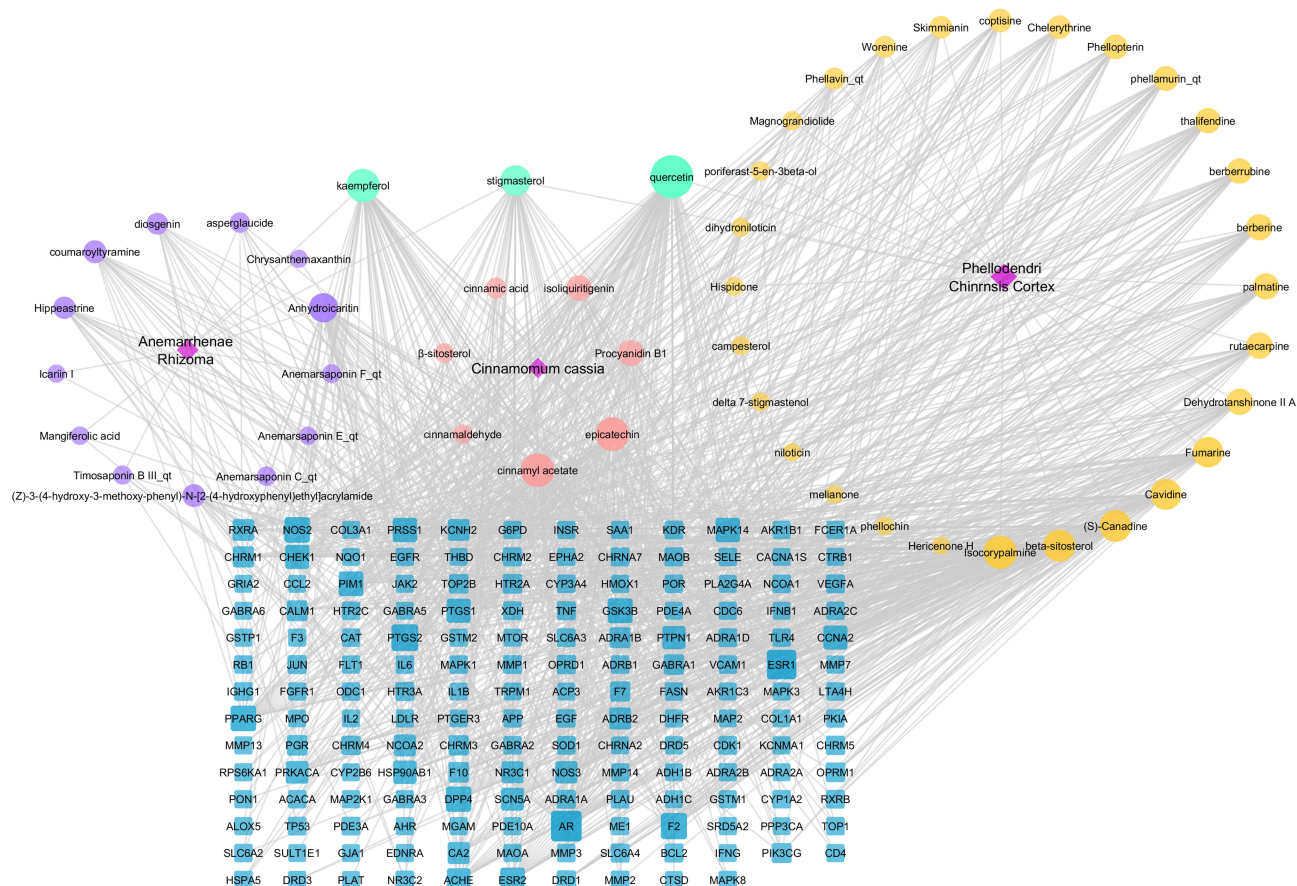 Skimmianin
coptisine
Chelerythrine
Worenine
Phellopterin
Phellavin_qt
phellamurin_qt
Magnograndiolide
thalifendine
poriferast-5-en-3beta-ol
berberrubine
kaempferol
stigmasterol
quercetin
diosgenin
asperglaucide
dihydroniloticin
berberine
coumaroyltyramine
Chrysanthemaxanthin
Phellodendri
Chinrnsis Cortex
cinnamic acid
isoliquiritigenin
Hispidone
palmatine
Hippeastrine
Anhydroicaritin
Anemarrhenae
Rhizoma
β-sitosterol
Procyanidin B1
campesterol
rutaecarpine
Icariin I
Anemarsaponin F_qt
Cinnamomum cassia
delta 7-stigmastenol
Dehydrotanshinone II A
Mangiferolic acid
Anemarsaponin E_qt
cinnamaldehyde
epicatechin
niloticin
Fumarine
Timosaponin B III_qt
Anemarsaponin C_qt
cinnamyl acetate
melianone
Cavidine
(Z)-3-(4-hydroxy-3-methoxy-phenyl)-N-[2-(4-hydroxyphenyl)ethyl]acrylamide
phellochin
(S)-Canadine
Hericenone H
Isocorypalmine
beta-sitosterol
RXRA NOS2 COL3A1 PRSS1 KCNH2 G6PD INSR SAA1 KDR MAPK14 AKR1B1 FCER1A
CHRM1 CHEK1 NQO1 EGFR THBD CHRM2 EPHA2 CHRNA7 MAOB SELE CACNA1S CTRB1
GRIA2 CCL2 PIM1 JAK2 TOP2B HTR2A CYP3A4 HMOX1 POR PLA2G4A NCOA1 VEGFA
GABRA6 CALM1 HTR2C GABRA5 PTGS1 XDH TNF GSK3B PDE4A CDC6 IFNB1 ADRA2C
GSTP1 F3 CAT PTGS2 GSTM2 MTOR SLC6A3 ADRA1B PTPN1 ADRA1D TLR4 CCNA2
RB1 JUN FLT1 IL6 MAPK1 MMP1 OPRD1 ADRB1 GABRA1 VCAM1 ESR1 MMP7
IGHG1 FGFR1 ODC1 HTR3A IL1B TRPM1 ACP3 F7 FASN AKR1C3 MAPK3 LTA4H
PPARG MPO IL2 LDLR PTGER3 APP EGF ADRB2 DHFR MAP2 COL1A1 PKIA
MMP13 PGR CHRM4 NCOA2 CHRM3 GABRA2 SOD1 CHRNA2 DRD5 CDK1 KCNMA1 CHRM5
RPS6KA1 PRKACA CYP2B6 HSP90AB1 F10 NR3C1 NOS3 MMP14 ADH1B ADRA2B ADRA2A OPRM1
PON1 ACACA MAP2K1 GABRA3 DPP4 SCN5A ADRA1A PLAU ADH1C GSTM1 CYP1A2 RXRB
ALOX5 TP53 PDE3A AHR MGAM PDE10A AR ME1 F2 SRD5A2 PPP3CA TOP1
SLC6A2 SULT1E1 GJA1 EDNRA CA2 MAOA MMP3 SLC6A4 BCL2 IFNG PIK3CG CD4
HSPA5 DRD3 PLAT NR3C2 ACHE ESR2 DRD1 MMP2 CTSD MAPK8